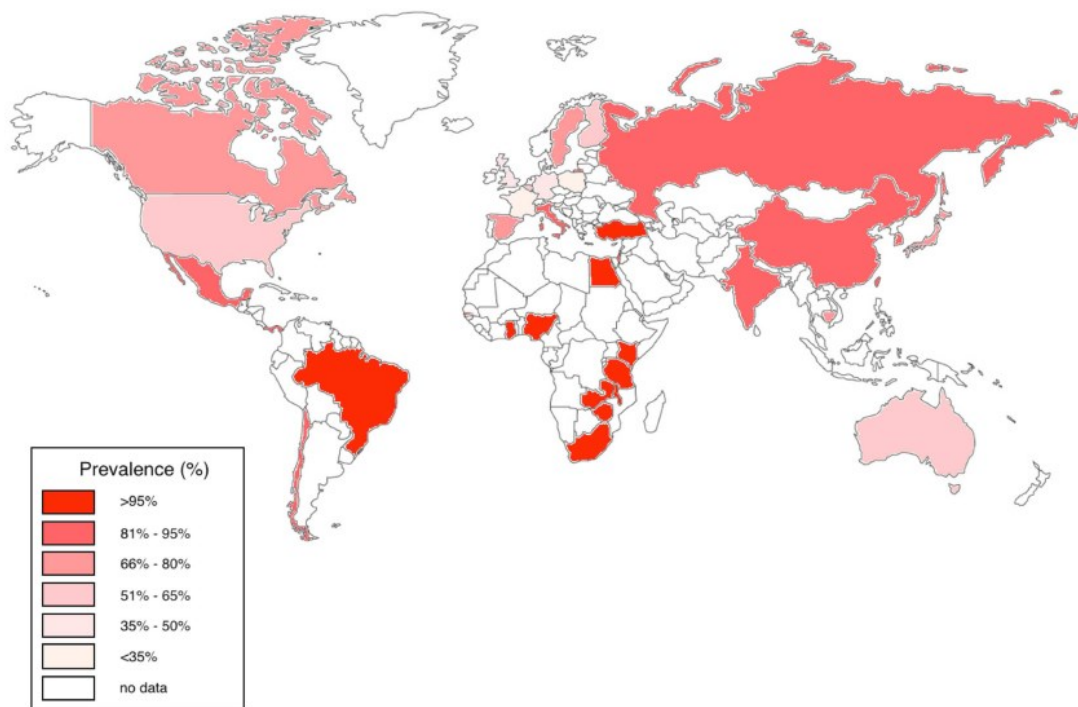 Prevalence (%)
>95%
81% - 95%
66% - 80%
51% - 65%
35% - 50%
<35%
no data